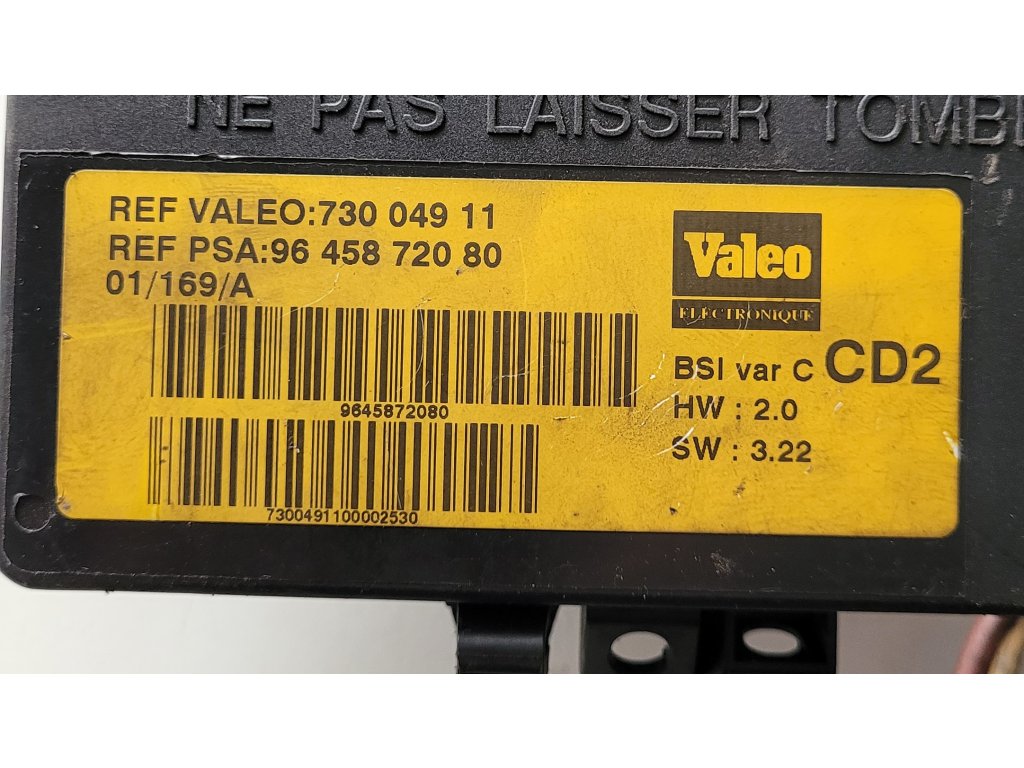 NE PAS LAISSER TOMBE
REF VALEO:730 049 11
REF PSA:96 458 720 80
01/169/A
9645872080
7300491100002530
Valeo
ELECTRONIQUE
BSI var C CD2
HW : 2.0
SW : 3.22